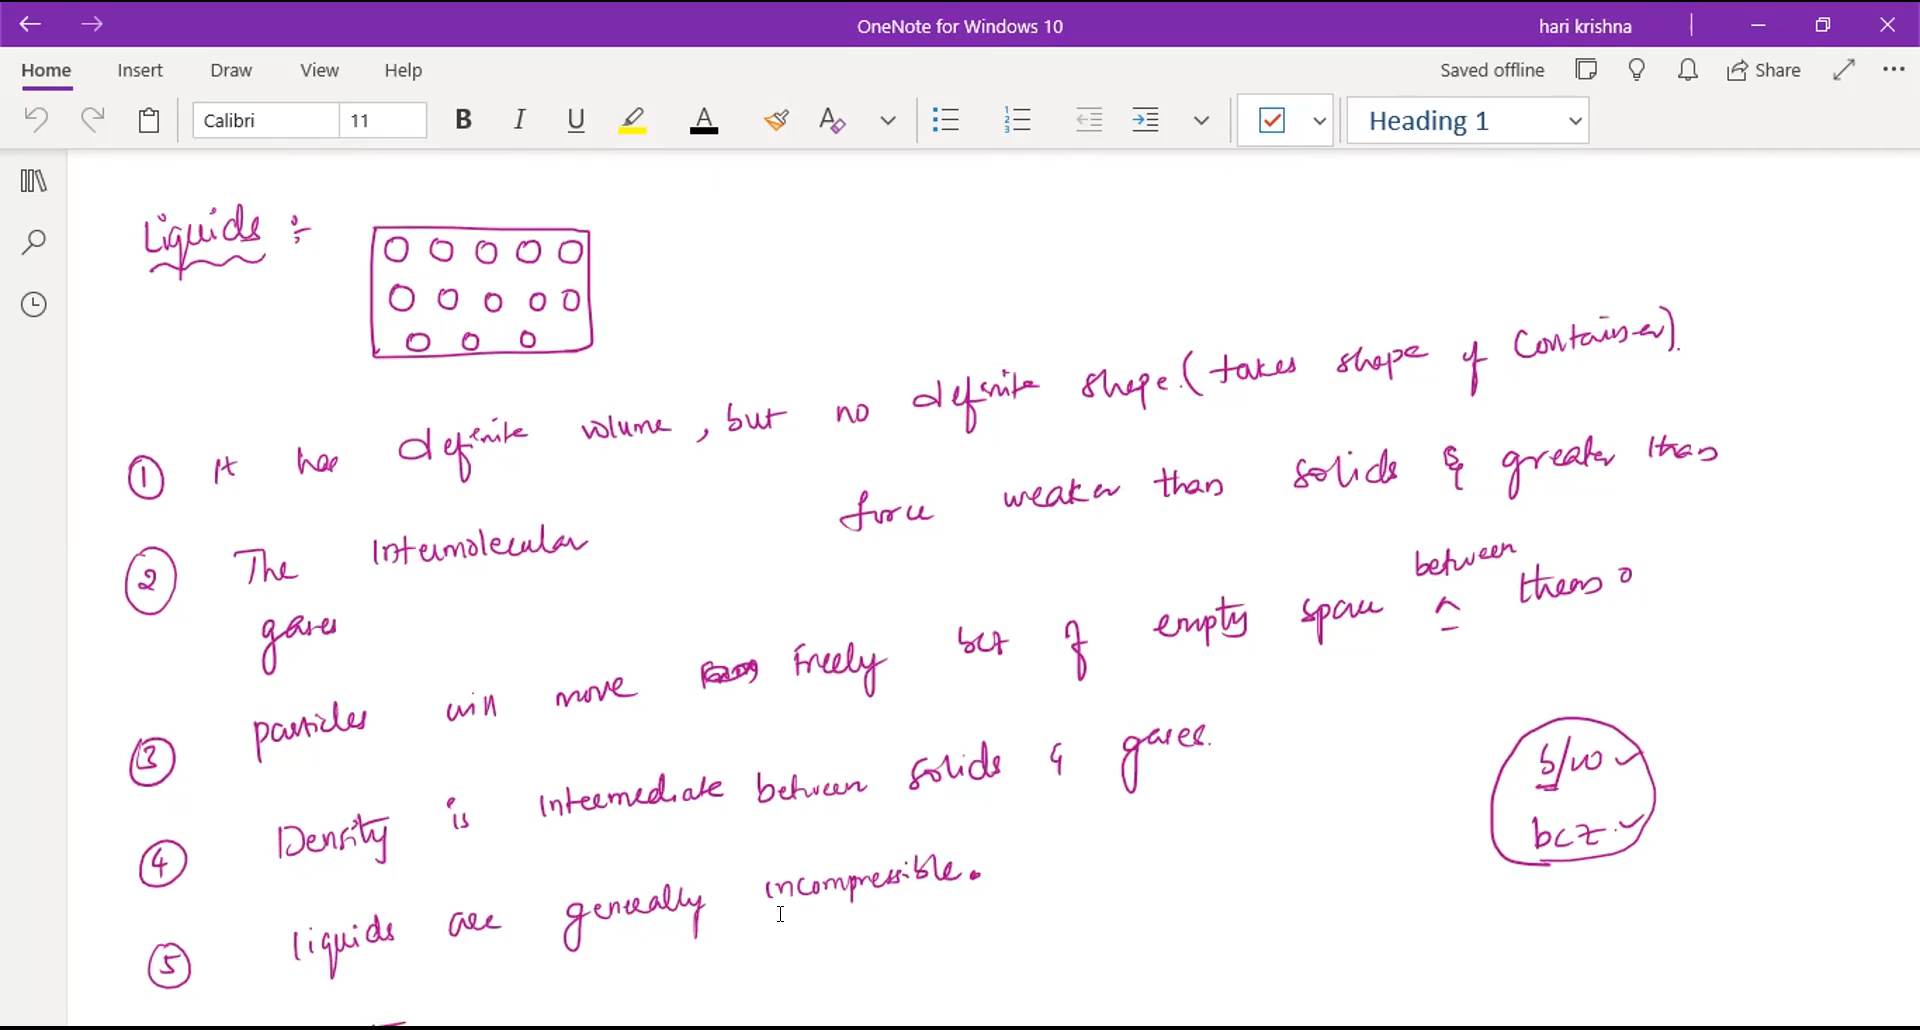 OneNote for Windows 10
hari krishna
Home Insert Draw View Help
Saved offline
Share
Calibri 11 B I U A A Heading 1
Liquids :-
① It has definite volume, but no definite shape. (takes shape of Container).
② The Intermolecular force weaker than solids & greater than
gases
③ particles will move Freely bcz of empty space ^ them
between
④ Density is intermediate between solids & gases.
⑤ liquids are generally incompressible.
b/w ✓
bcz. ✓